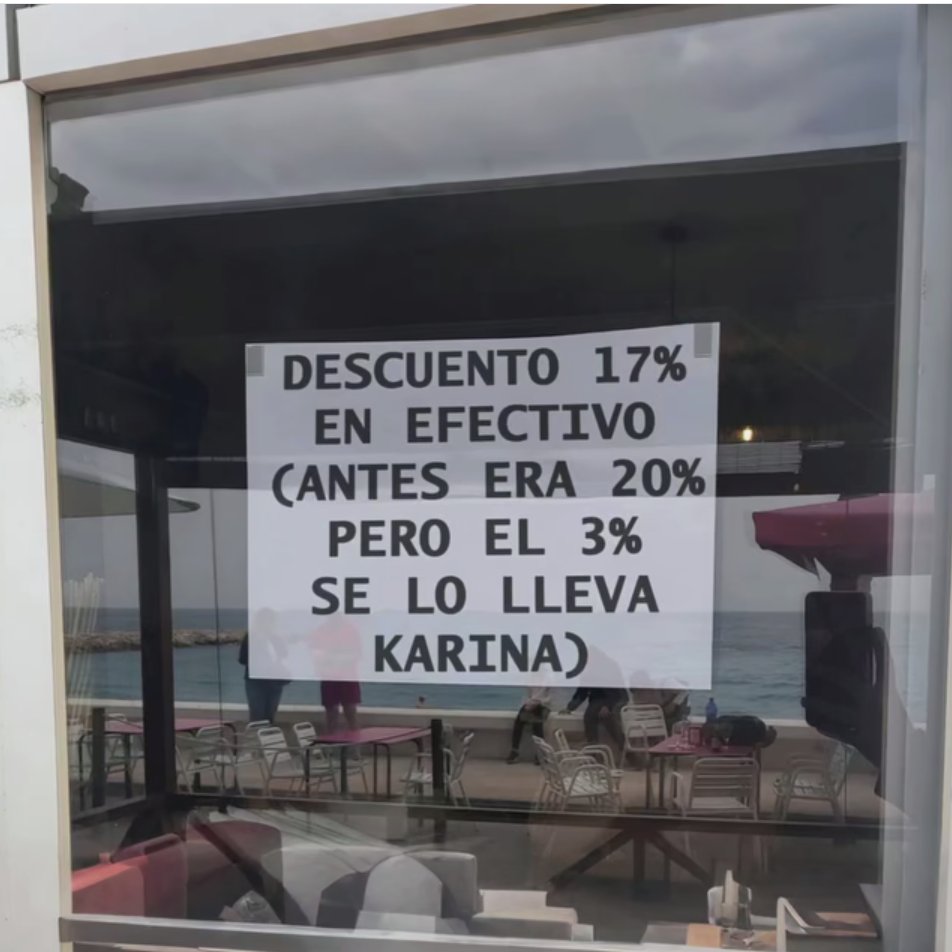 DESCUENTO 17%
EN EFECTIVO
(ANTES ERA 20%
PERO EL 3%
SE LO LLEVA
KARINA)